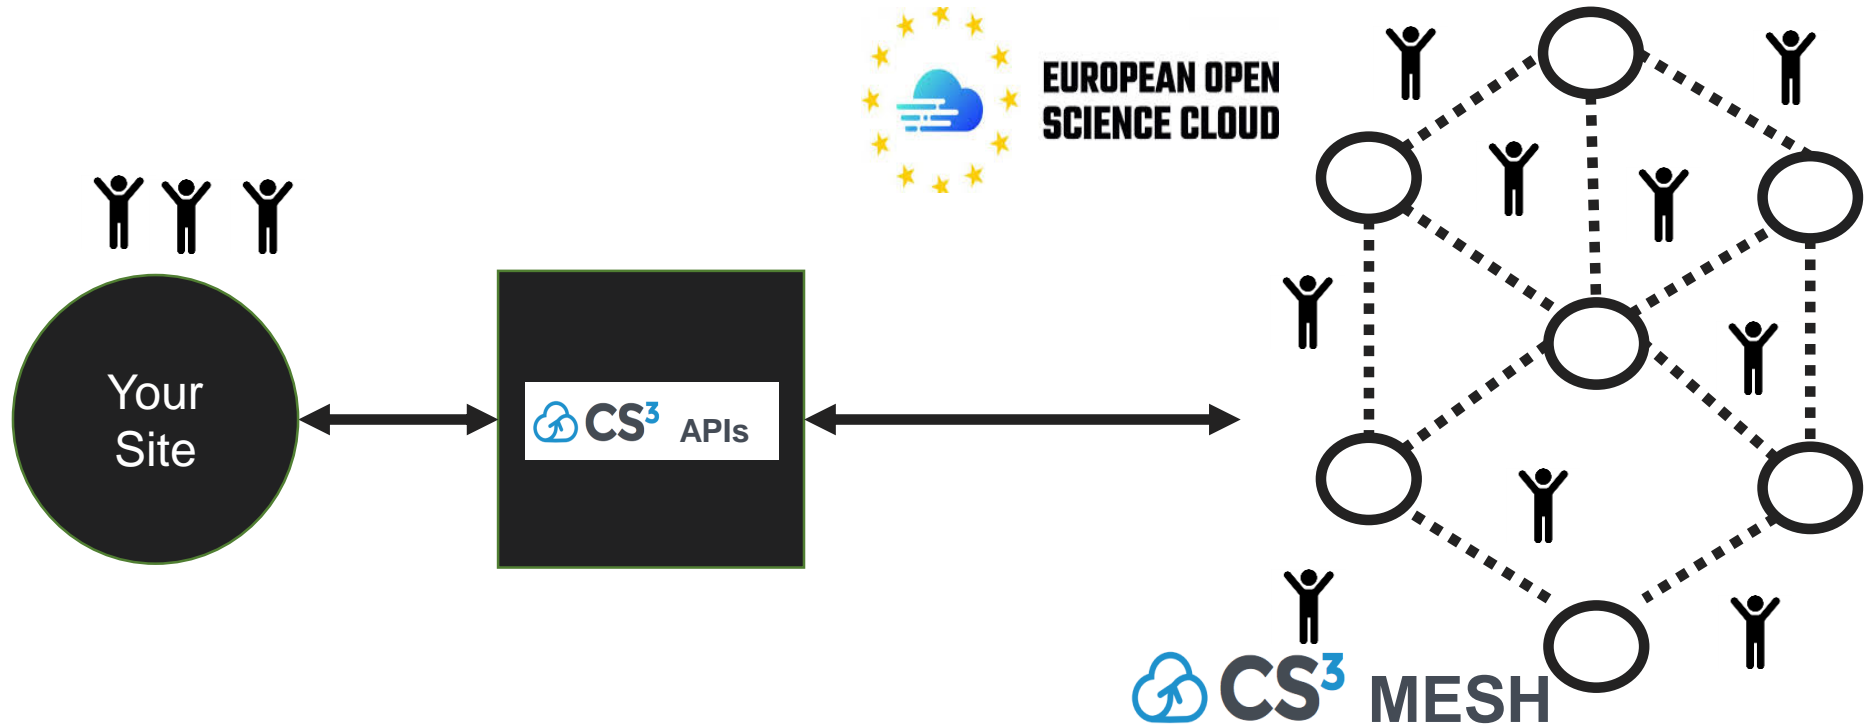 EUROPEAN OPEN
SCIENCE CLOUD
Your
Site
CS³ APIs
CS³ MESH